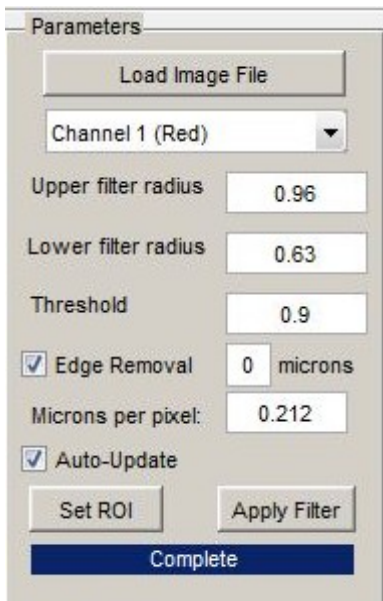 Parameters
Load Image File
Channel 1 (Red)
Upper filter radius 0.96
Lower filter radius 0.63
Threshold 0.9
Edge Removal 0 microns
Microns per pixel: 0.212
Auto-Update
Set ROI Apply Filter
Complete